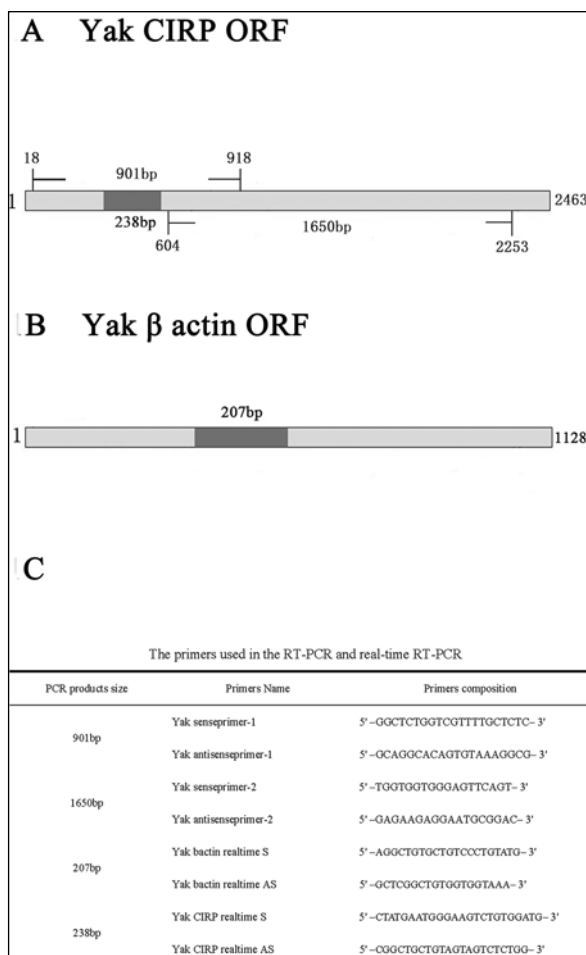 A Yak CIRP ORF
18 901bp 918
1 2463
238bp 1650bp
604 2253
B Yak β actin ORF
207bp
1 1128
C
The primers used in the RT-PCR and real-time RT-PCR
PCR products size Primers Name Primers composition
901bp
Yak senseprimer-1 5'-GGCTCTGGTCGTTTTGCTCTC-3'
Yak antisenseprimer-1 5'-GCAGGCACAGTGTAAAGGCG-3'
1650bp
Yak senseprimer-2 5'-TGGTGGTGGGAGTTCAGT-3'
Yak antisenseprimer-2 5'-GAGAAGAGGAATGCGGAC-3'
207bp
Yak bactin realtime S 5'-AGGCTGTGCTGTCCCTGTATG-3'
Yak bactin realtime AS 5'-GCTCGGCTGTGGTGGTAAA-3'
238bp
Yak CIRP realtime S 5'-CTATGAATGGGAAGTCTGTGGATG-3'
Yak CIRP realtime AS 5'-CGGCTGCTGTAGTAGTCTCTGG-3'